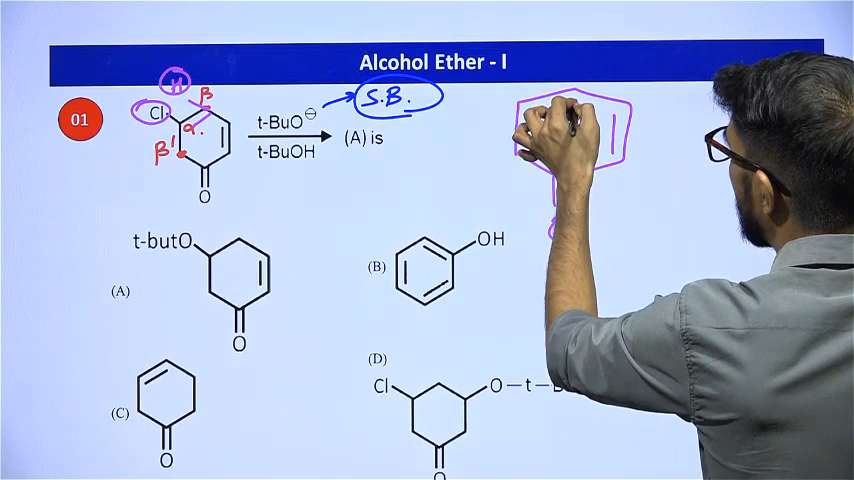 Alcohol Ether - I
01
H
β
Cl
α
β'
O
t-BuO⊖
t-BuOH
S.B.
(A) is
t-butO
O
(A)
(B)
OH
(C)
O
(D)
Cl
O－t－B
O